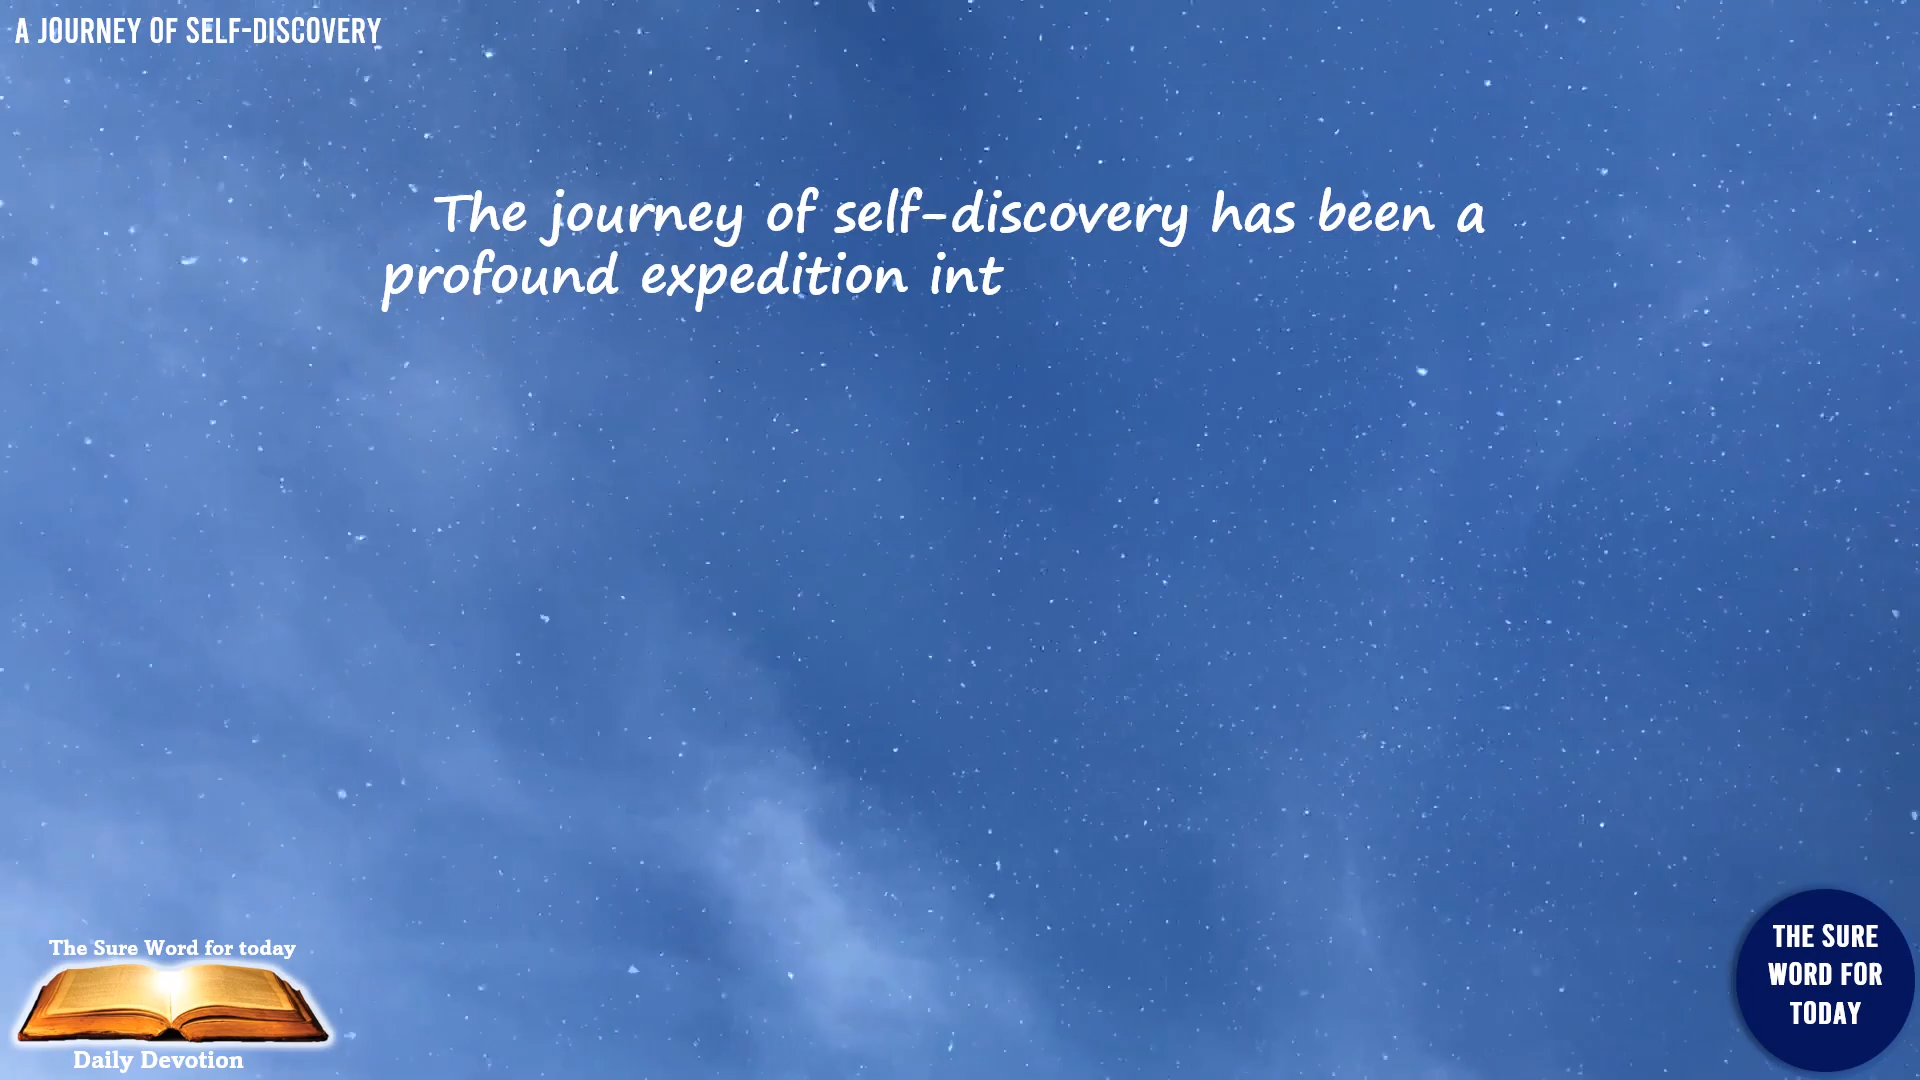 A JOURNEY OF SELF-DISCOVERY
The journey of self-discovery has been a
profound expedition int
The Sure Word for today
Daily Devotion
THE SURE
WORD FOR
TODAY